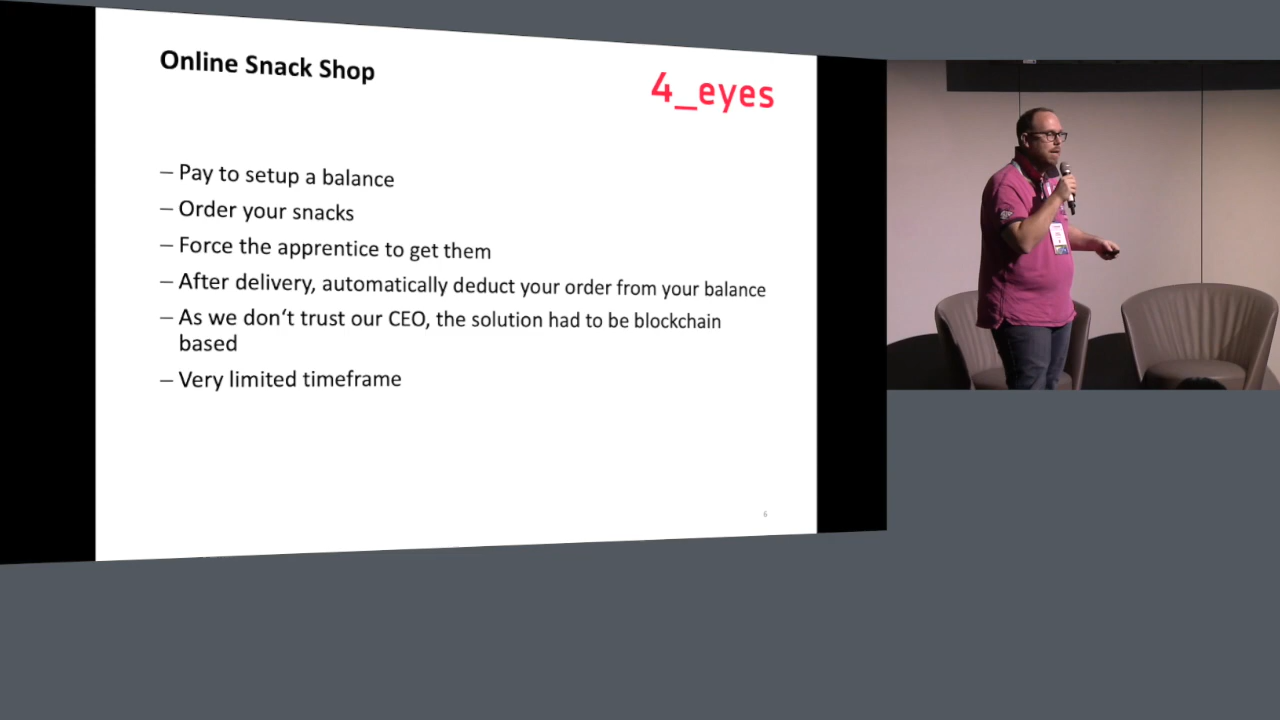 Online Snack Shop
4_eyes
– Pay to setup a balance
– Order your snacks
– Force the apprentice to get them
– After delivery, automatically deduct your order from your balance
– As we don‘t trust our CEO, the solution had to be blockchain
based
– Very limited timeframe
6